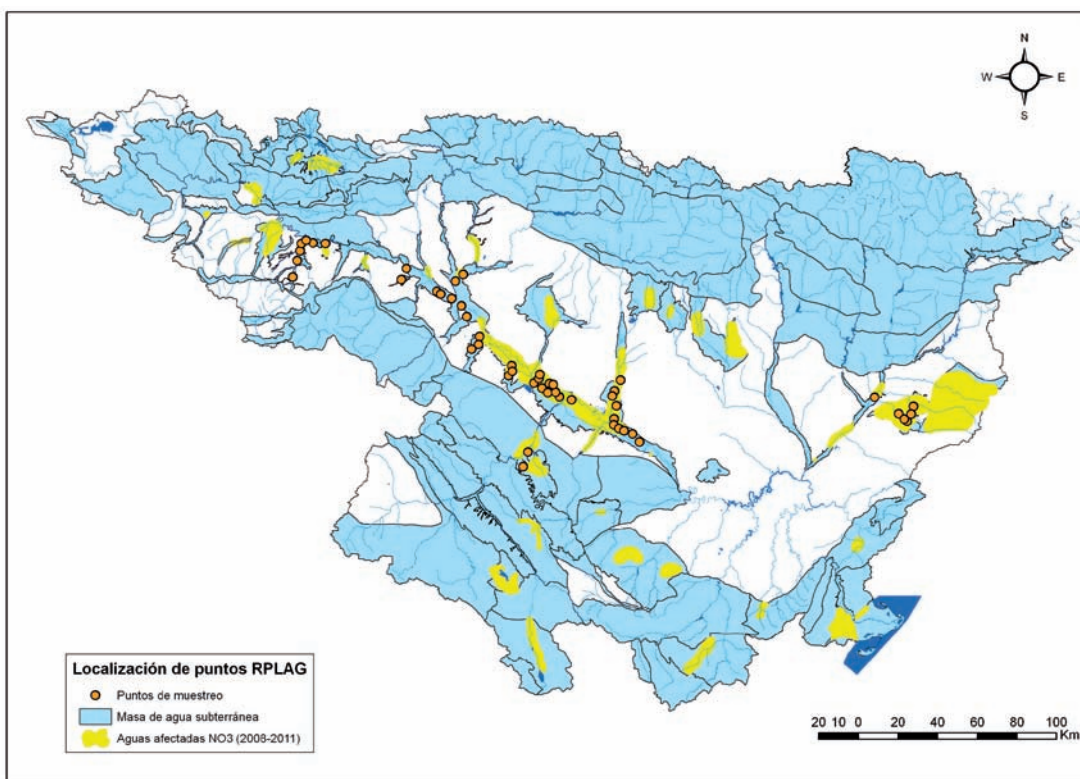 N
W E
S
Localización de puntos RPLAG
Puntos de muestreo
Masa de agua subterránea
Aguas afectadas NO3 (2008-2011)
20 10 0 20 40 60 80 100
Km